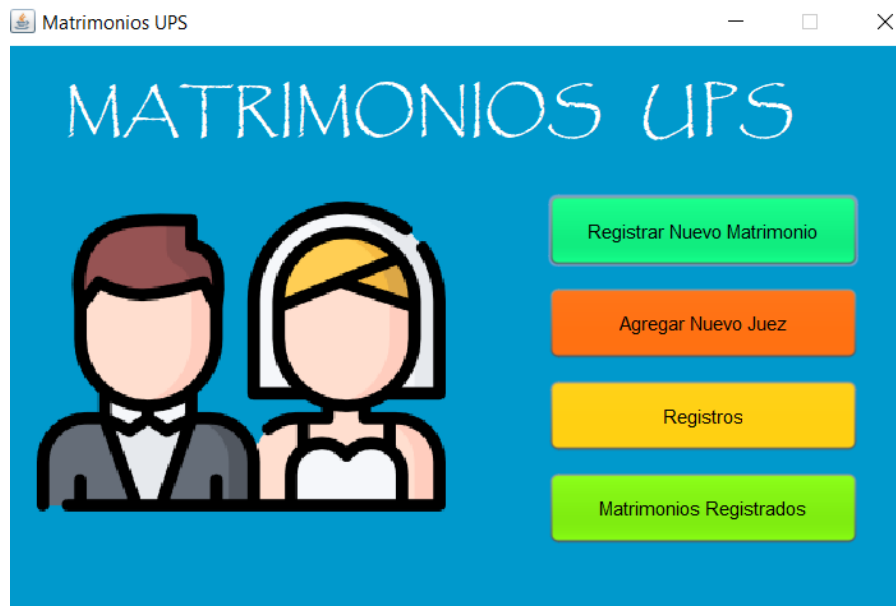 Matrimonios UPS
MATRIMONIOS UPS
Registrar Nuevo Matrimonio
Agregar Nuevo Juez
Registros
Matrimonios Registrados